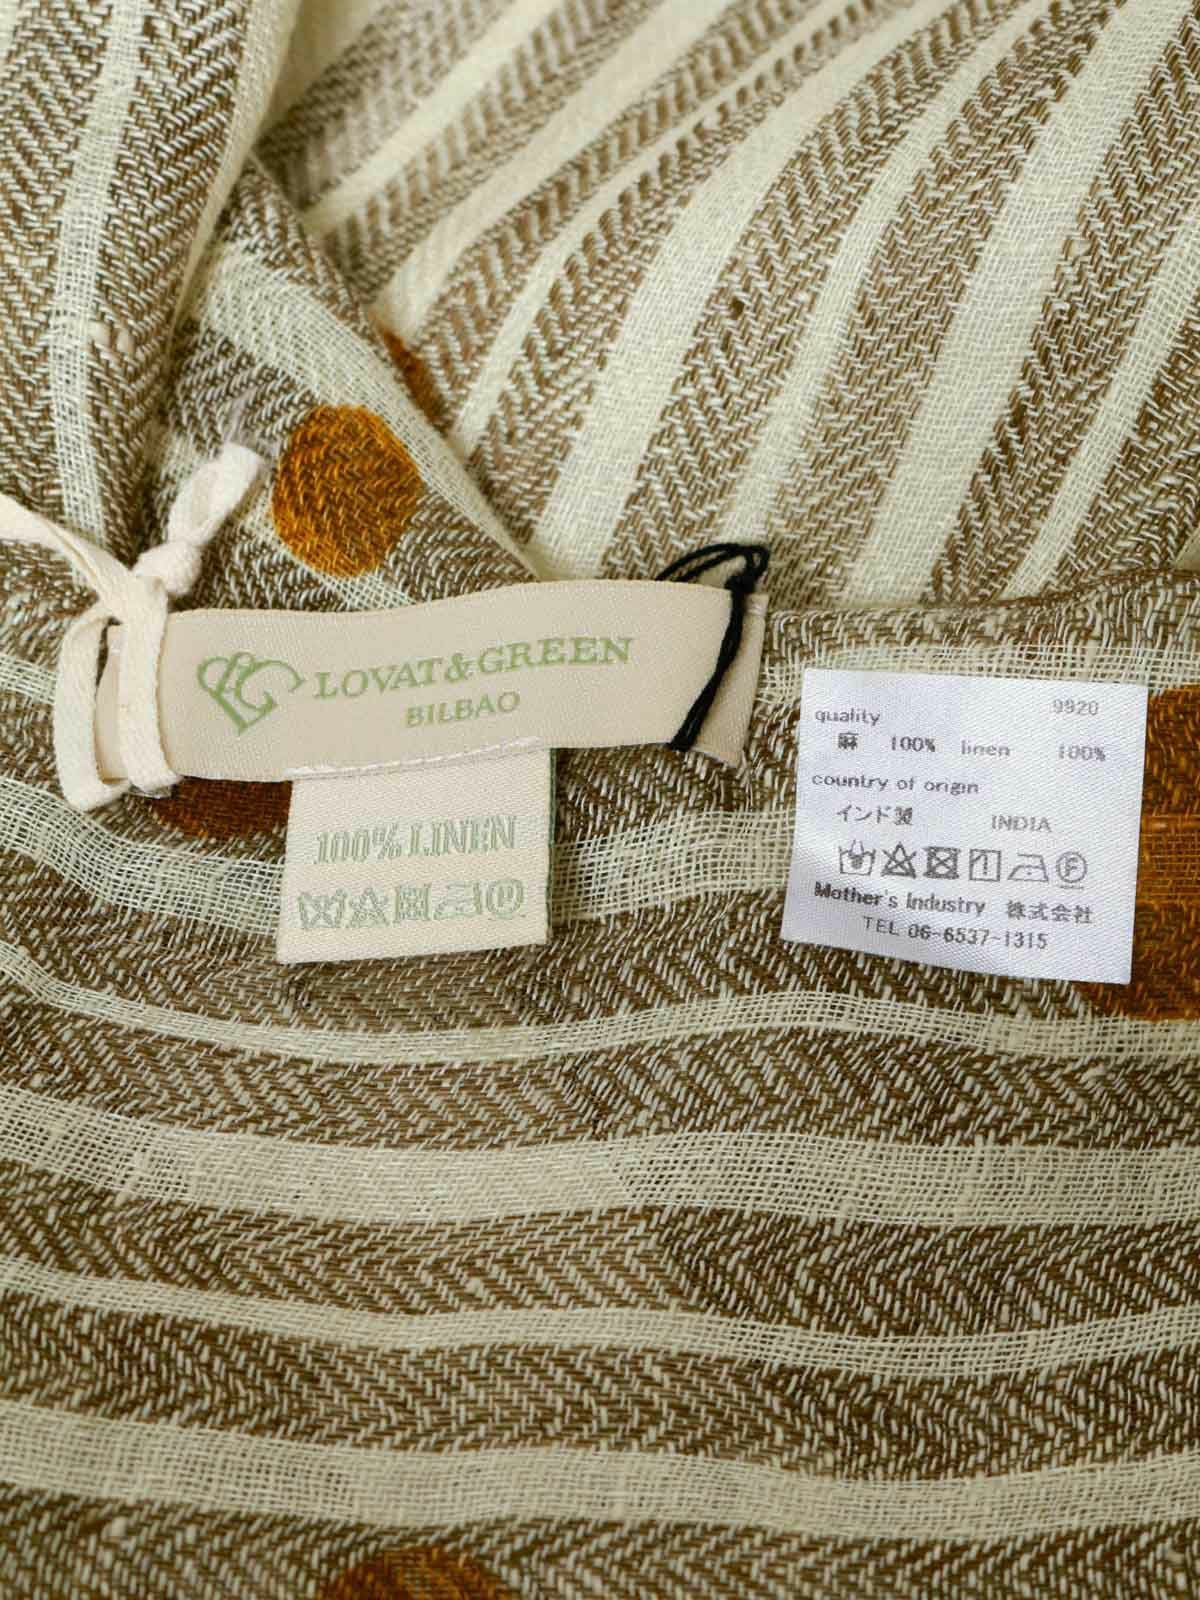 LOVAT&GREEN
BILBAO
100% LINEN
9920
quality
麻 100% linen 100%
country of origin
インド製 INDIA
Mother's Industry 株式会社
TEL 06-6537-1315